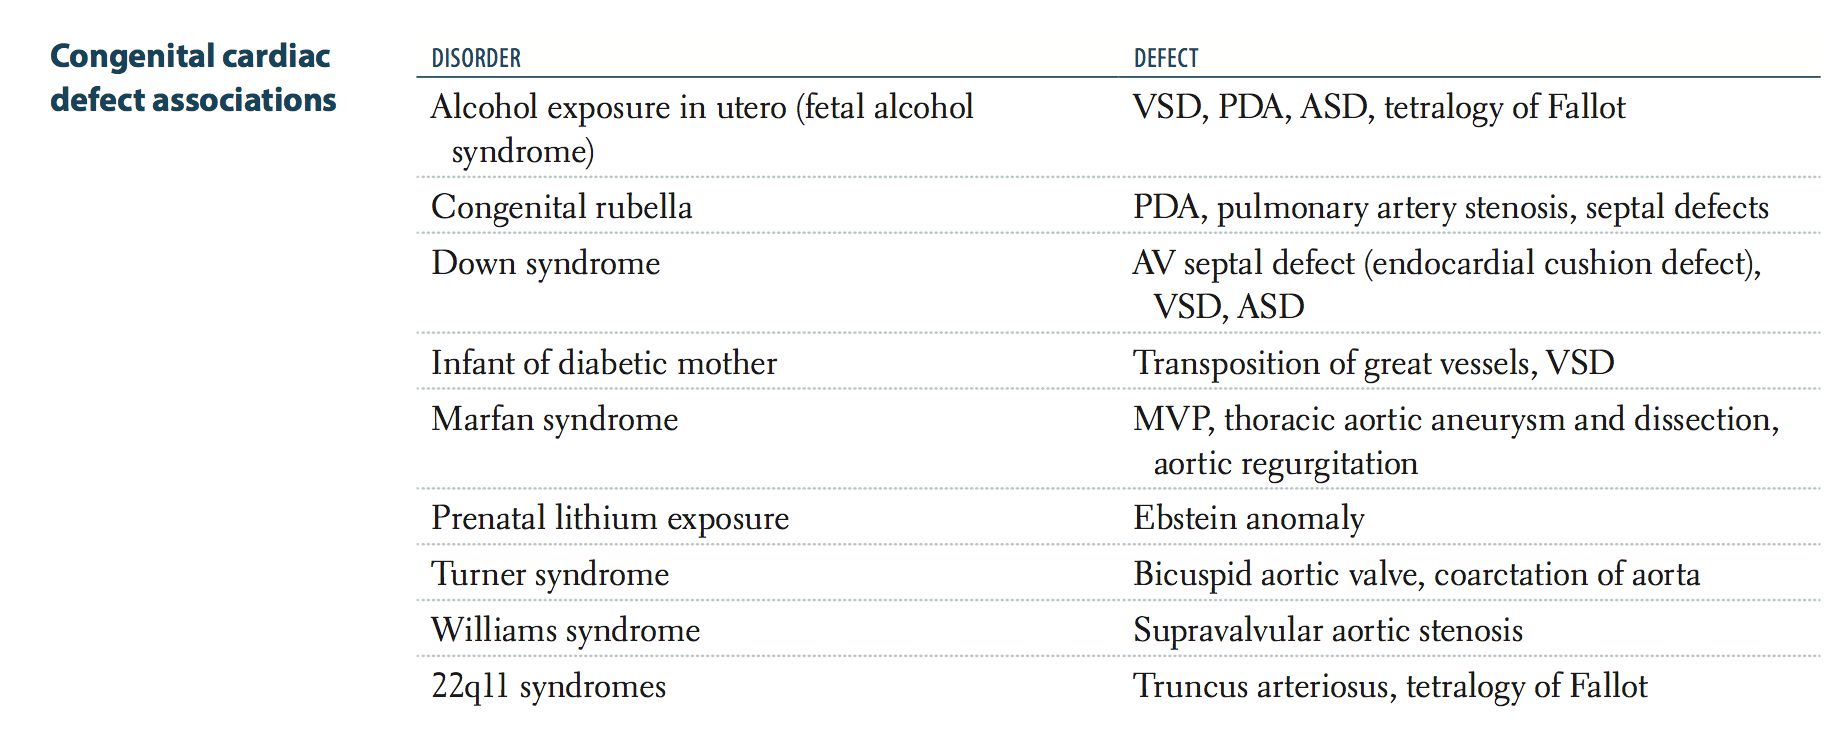 Congenital cardiac
defect associations
DISORDER DEFECT
Alcohol exposure in utero (fetal alcohol VSD, PDA, ASD, tetralogy of Fallot
syndrome)
Congenital rubella PDA, pulmonary artery stenosis, septal defects
Down syndrome AV septal defect (endocardial cushion defect),
VSD, ASD
Infant of diabetic mother Transposition of great vessels, VSD
Marfan syndrome MVP, thoracic aortic aneurysm and dissection,
aortic regurgitation
Prenatal lithium exposure Ebstein anomaly
Turner syndrome Bicuspid aortic valve, coarctation of aorta
Williams syndrome Supravalvular aortic stenosis
22q11 syndromes Truncus arteriosus, tetralogy of Fallot